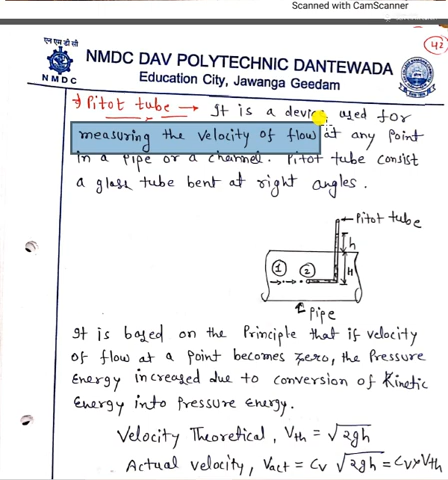 Scanned with CamScanner
42
एन एम डी सी
NMDC DAV POLYTECHNIC DANTEWADA
Education City, Jawanga Geedam
NMDC
Pitot tube → It is a device used for
measuring the velocity of flow at any point
in a pipe or a channel. Pitot tube consist
a glass tube bent at right angles.
Pitot tube
h
① ② H
Pipe
It is based on the Principle that if velocity
of flow at a point becomes zero, the Pressure
Energy increased due to conversion of Kinetic
Energy into Pressure Energy.
Velocity Theoretical, Vth = √2gh
Actual velocity, Vact = Cv √2gh = Cv × Vth